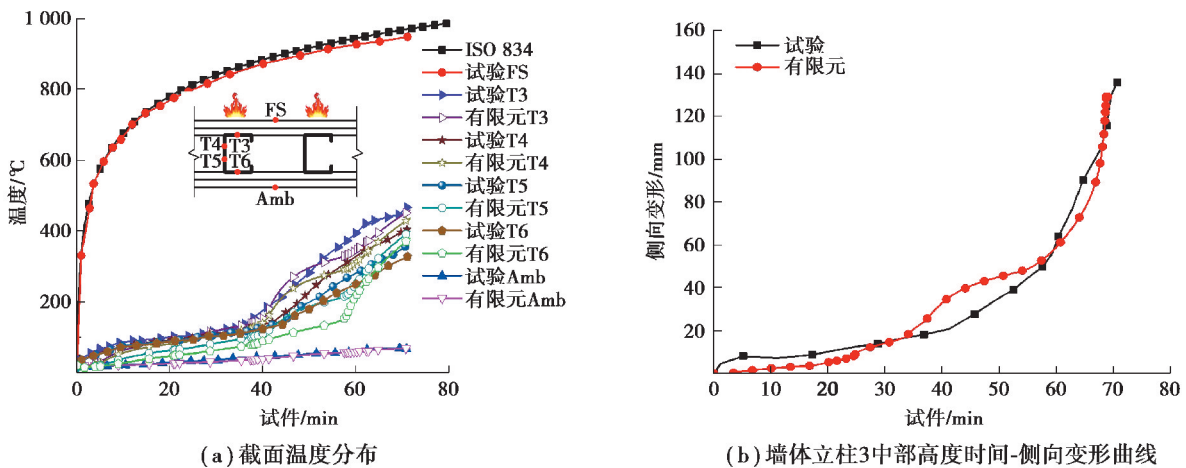 1 000
800
600
400
200
0
10
20
30
40
50
60
70
80
温度/℃
试件/min
ISO 834
试验FS
试验T3
有限元T3
试验T4
有限元T4
试验T5
有限元T5
试验T6
有限元T6
试验Amb
有限元Amb
FS
T4 T3
T5 T6
Amb
(a)截面温度分布
160
140
120
100
80
60
40
20
0
10
20
30
40
50
60
70
80
侧向变形/mm
试件/min
试验
有限元
(b)墙体立柱3中部高度时间-侧向变形曲线